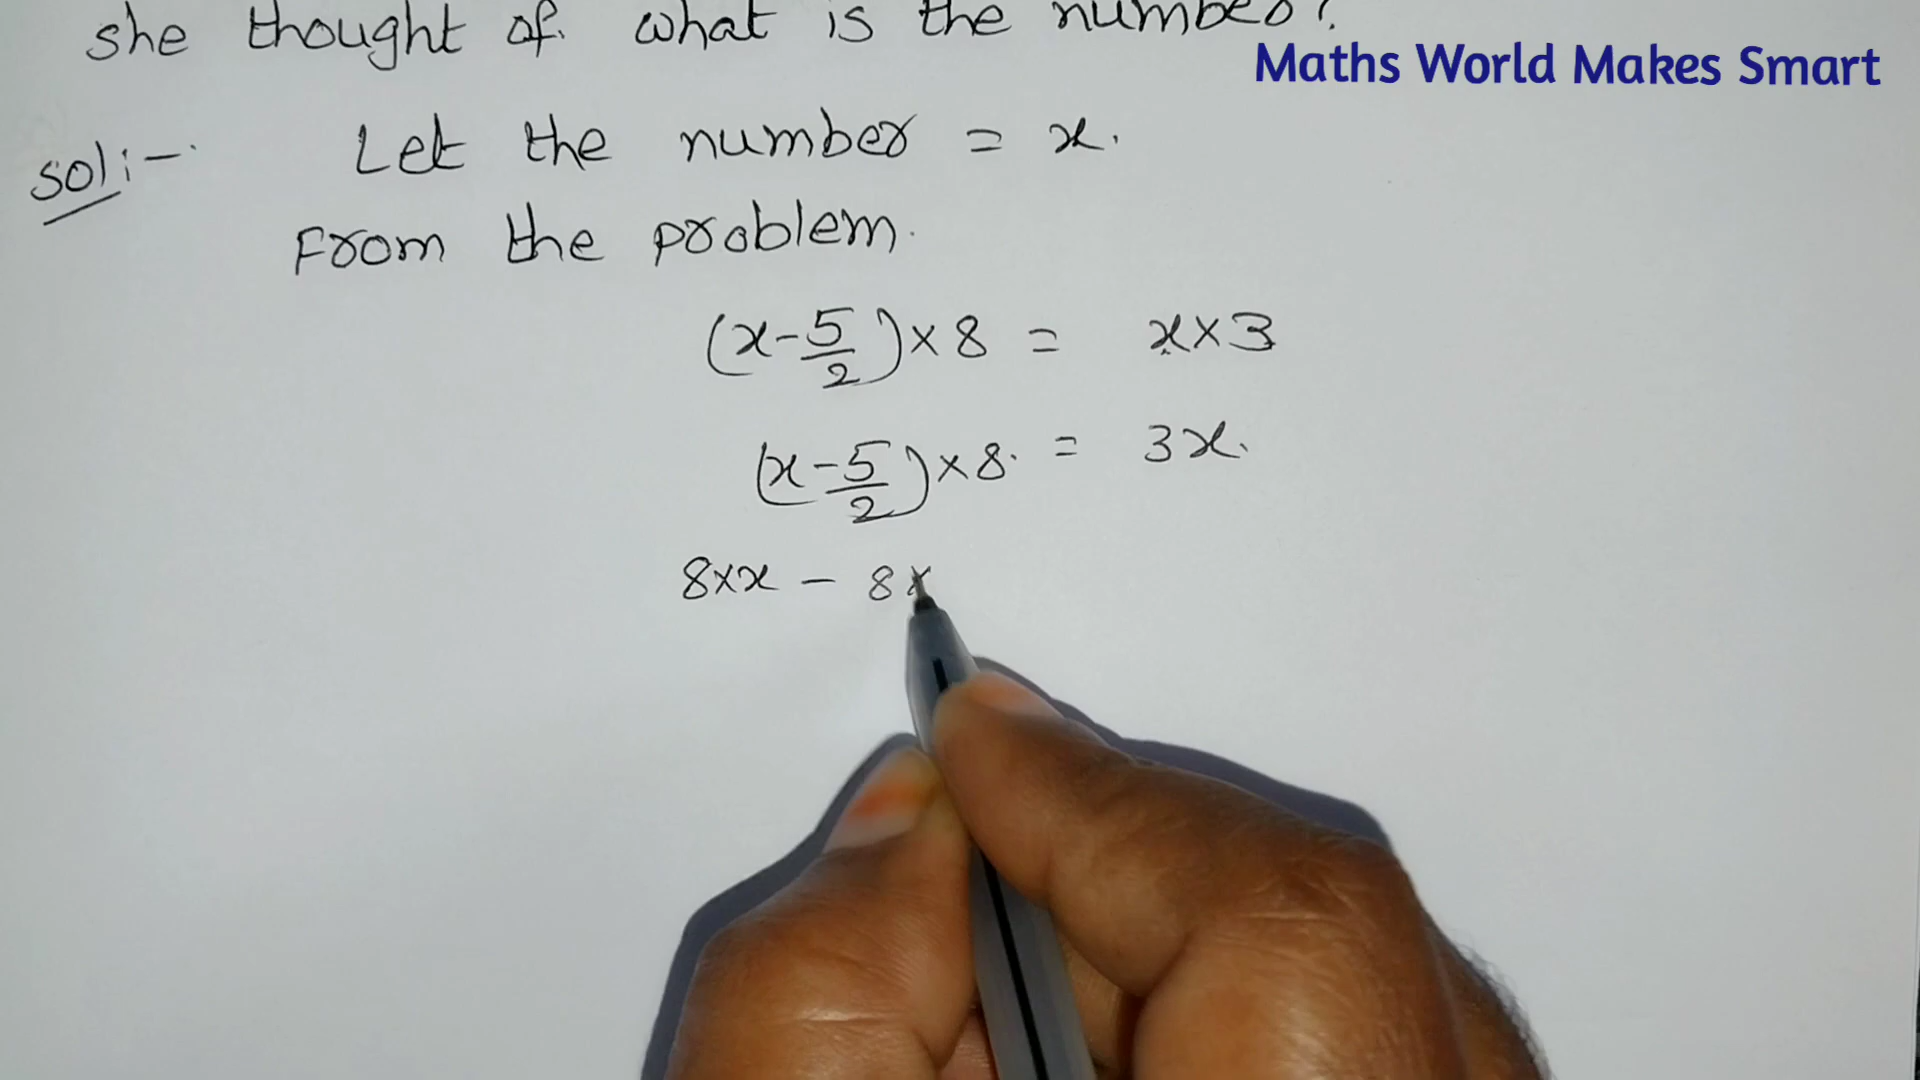 she thought of. what is the number?
Maths World Makes Smart
sol:- Let the number = x.
From the problem.
(x-5/2)×8 = x×3
(x-5/2)×8. = 3x.
8×x - 8×